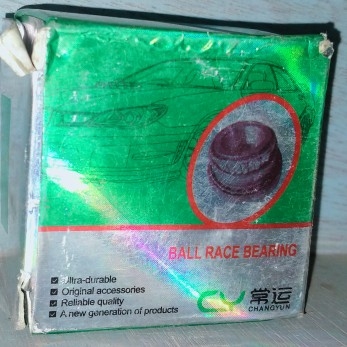 BALL RACE BEARING
Ultra-durable
Original accessories
Reliable quality
A new generation of products
CY 常运
CHANGYUN